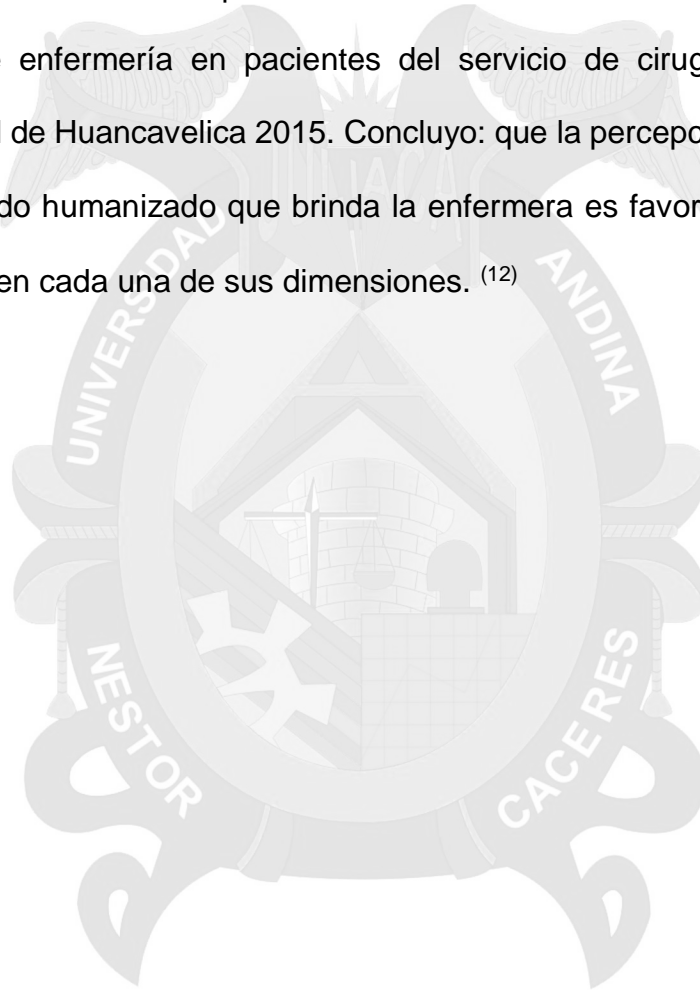 enfermería en pacientes del servicio de cirug
de Huancavelica 2015. Concluyo: que la percepc
do humanizado que brinda la enfermera es favor
en cada una de sus dimensiones. (12)
UNIVERSIDAD ANDINA
NESTOR CACERES